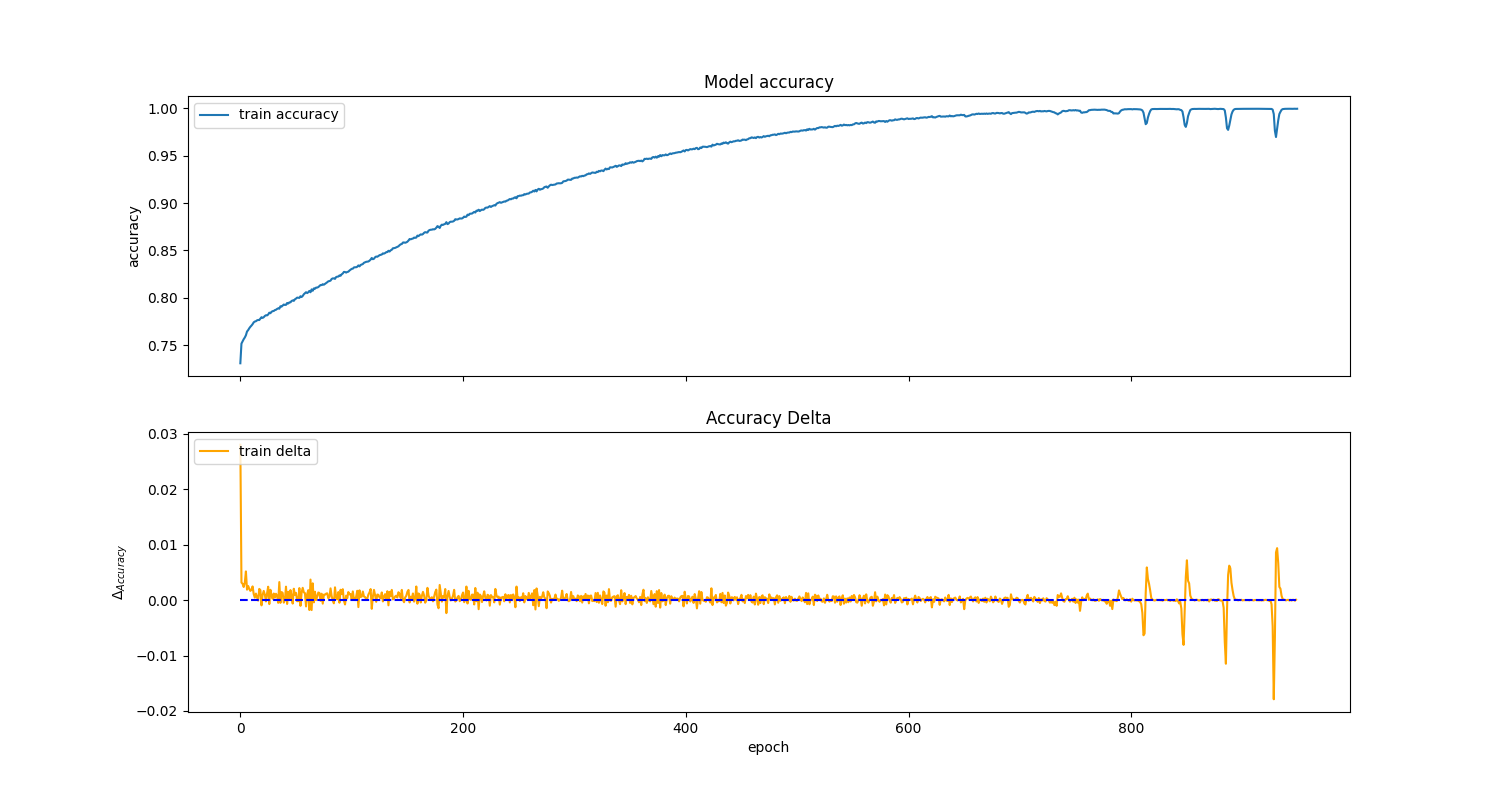 Model accuracy
train accuracy
1.00
0.95
0.90
0.85
0.80
0.75
accuracy
Accuracy Delta
train delta
0.03
0.02
0.01
0.00
−0.01
−0.02
Δ_Accuracy
0 200 400 600 800
epoch